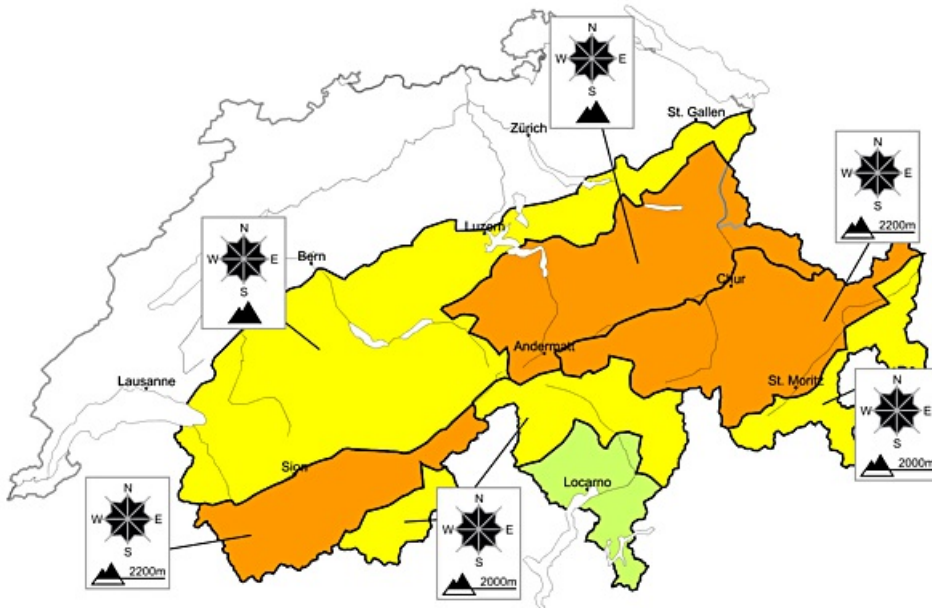 N
W E
S
St. Gallen
Zürich
N
W E
S
2200m
N
W E
S
Luzern
Bern
Chur
Andermatt
Lausanne
St. Moritz
N
W E
S
2000m
Sion
Locarno
N
W E
S
2200m
N
W E
S
2000m